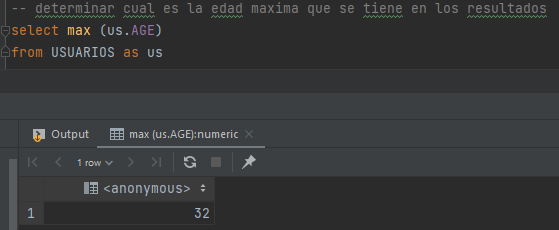 -- determinar cual es la edad maxima que se tiene en los resultados
select max (us.AGE)
from USUARIOS as us
Output
max (us.AGE):numeric
1 row
<anonymous>
1 32